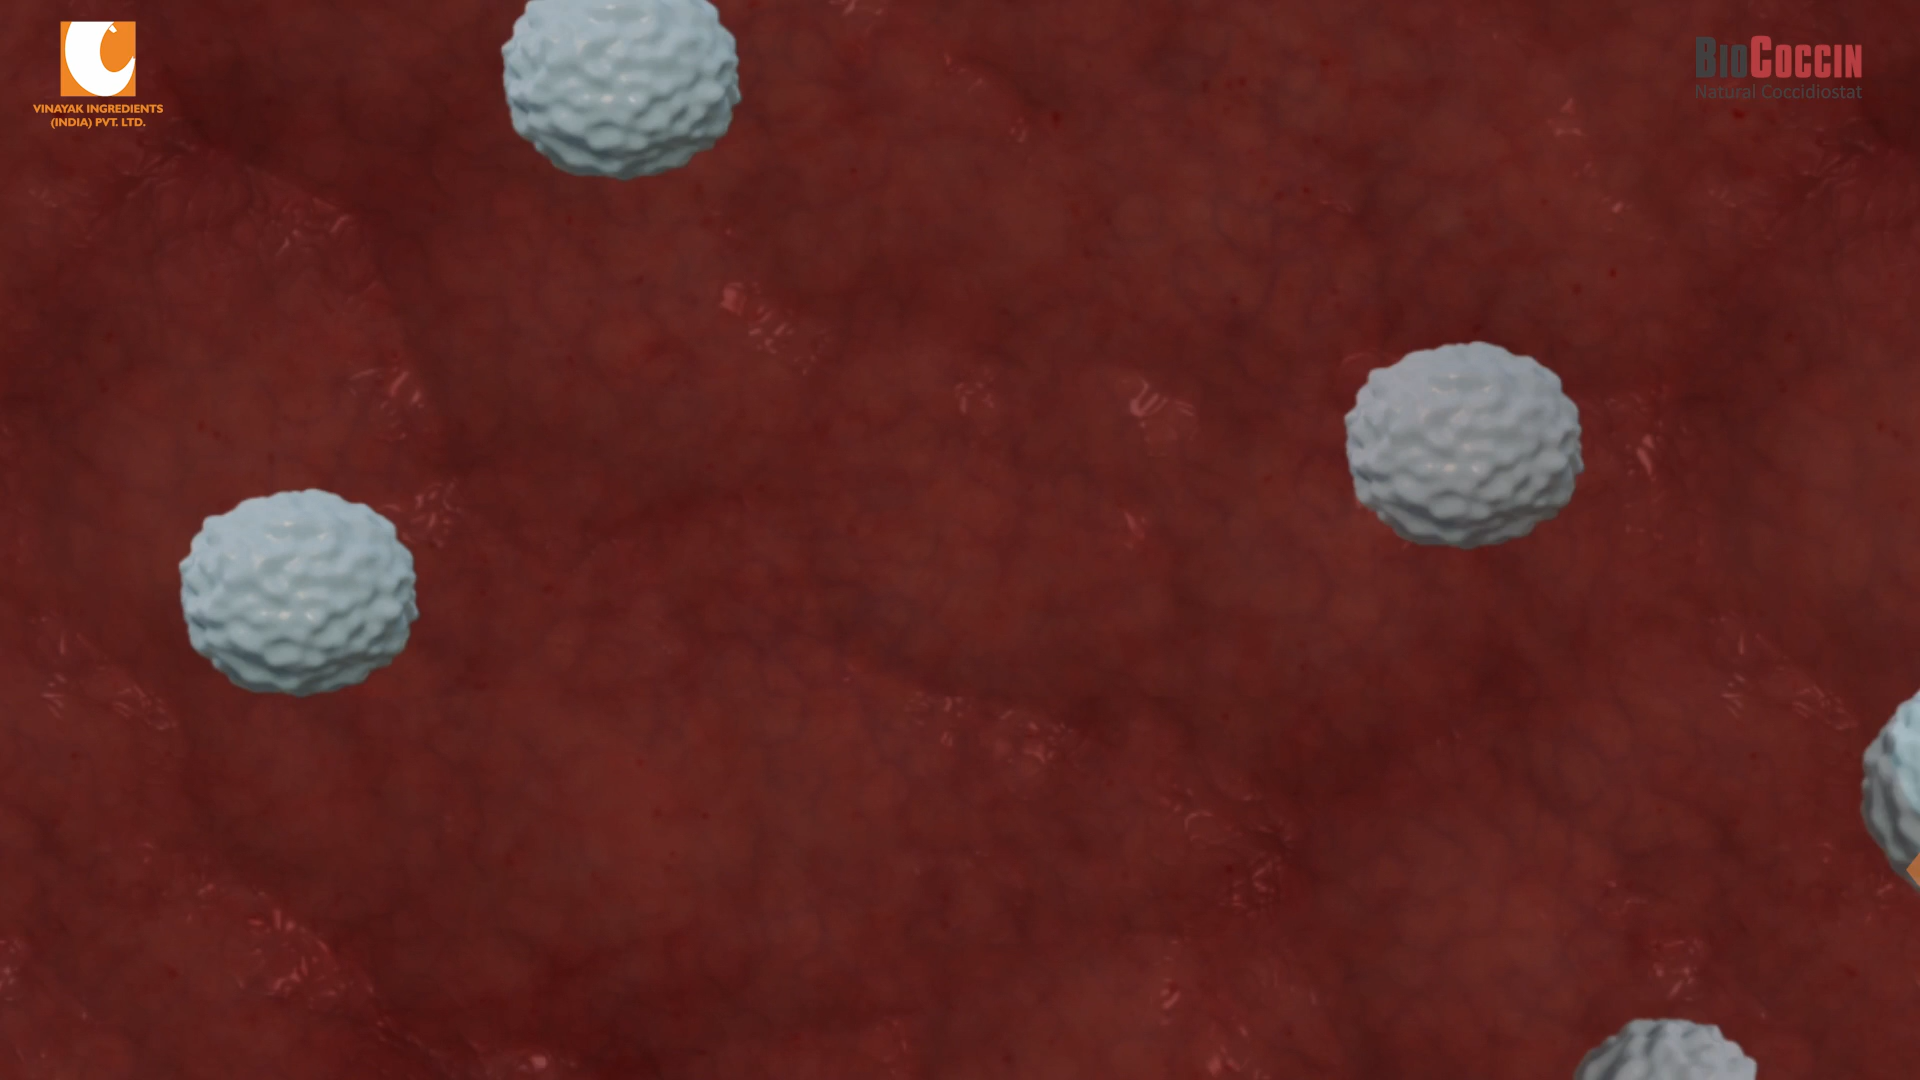 VINAYAK INGREDIENTS
(INDIA) PVT. LTD.
BIOCOCCIN
Natural Coccidiostat